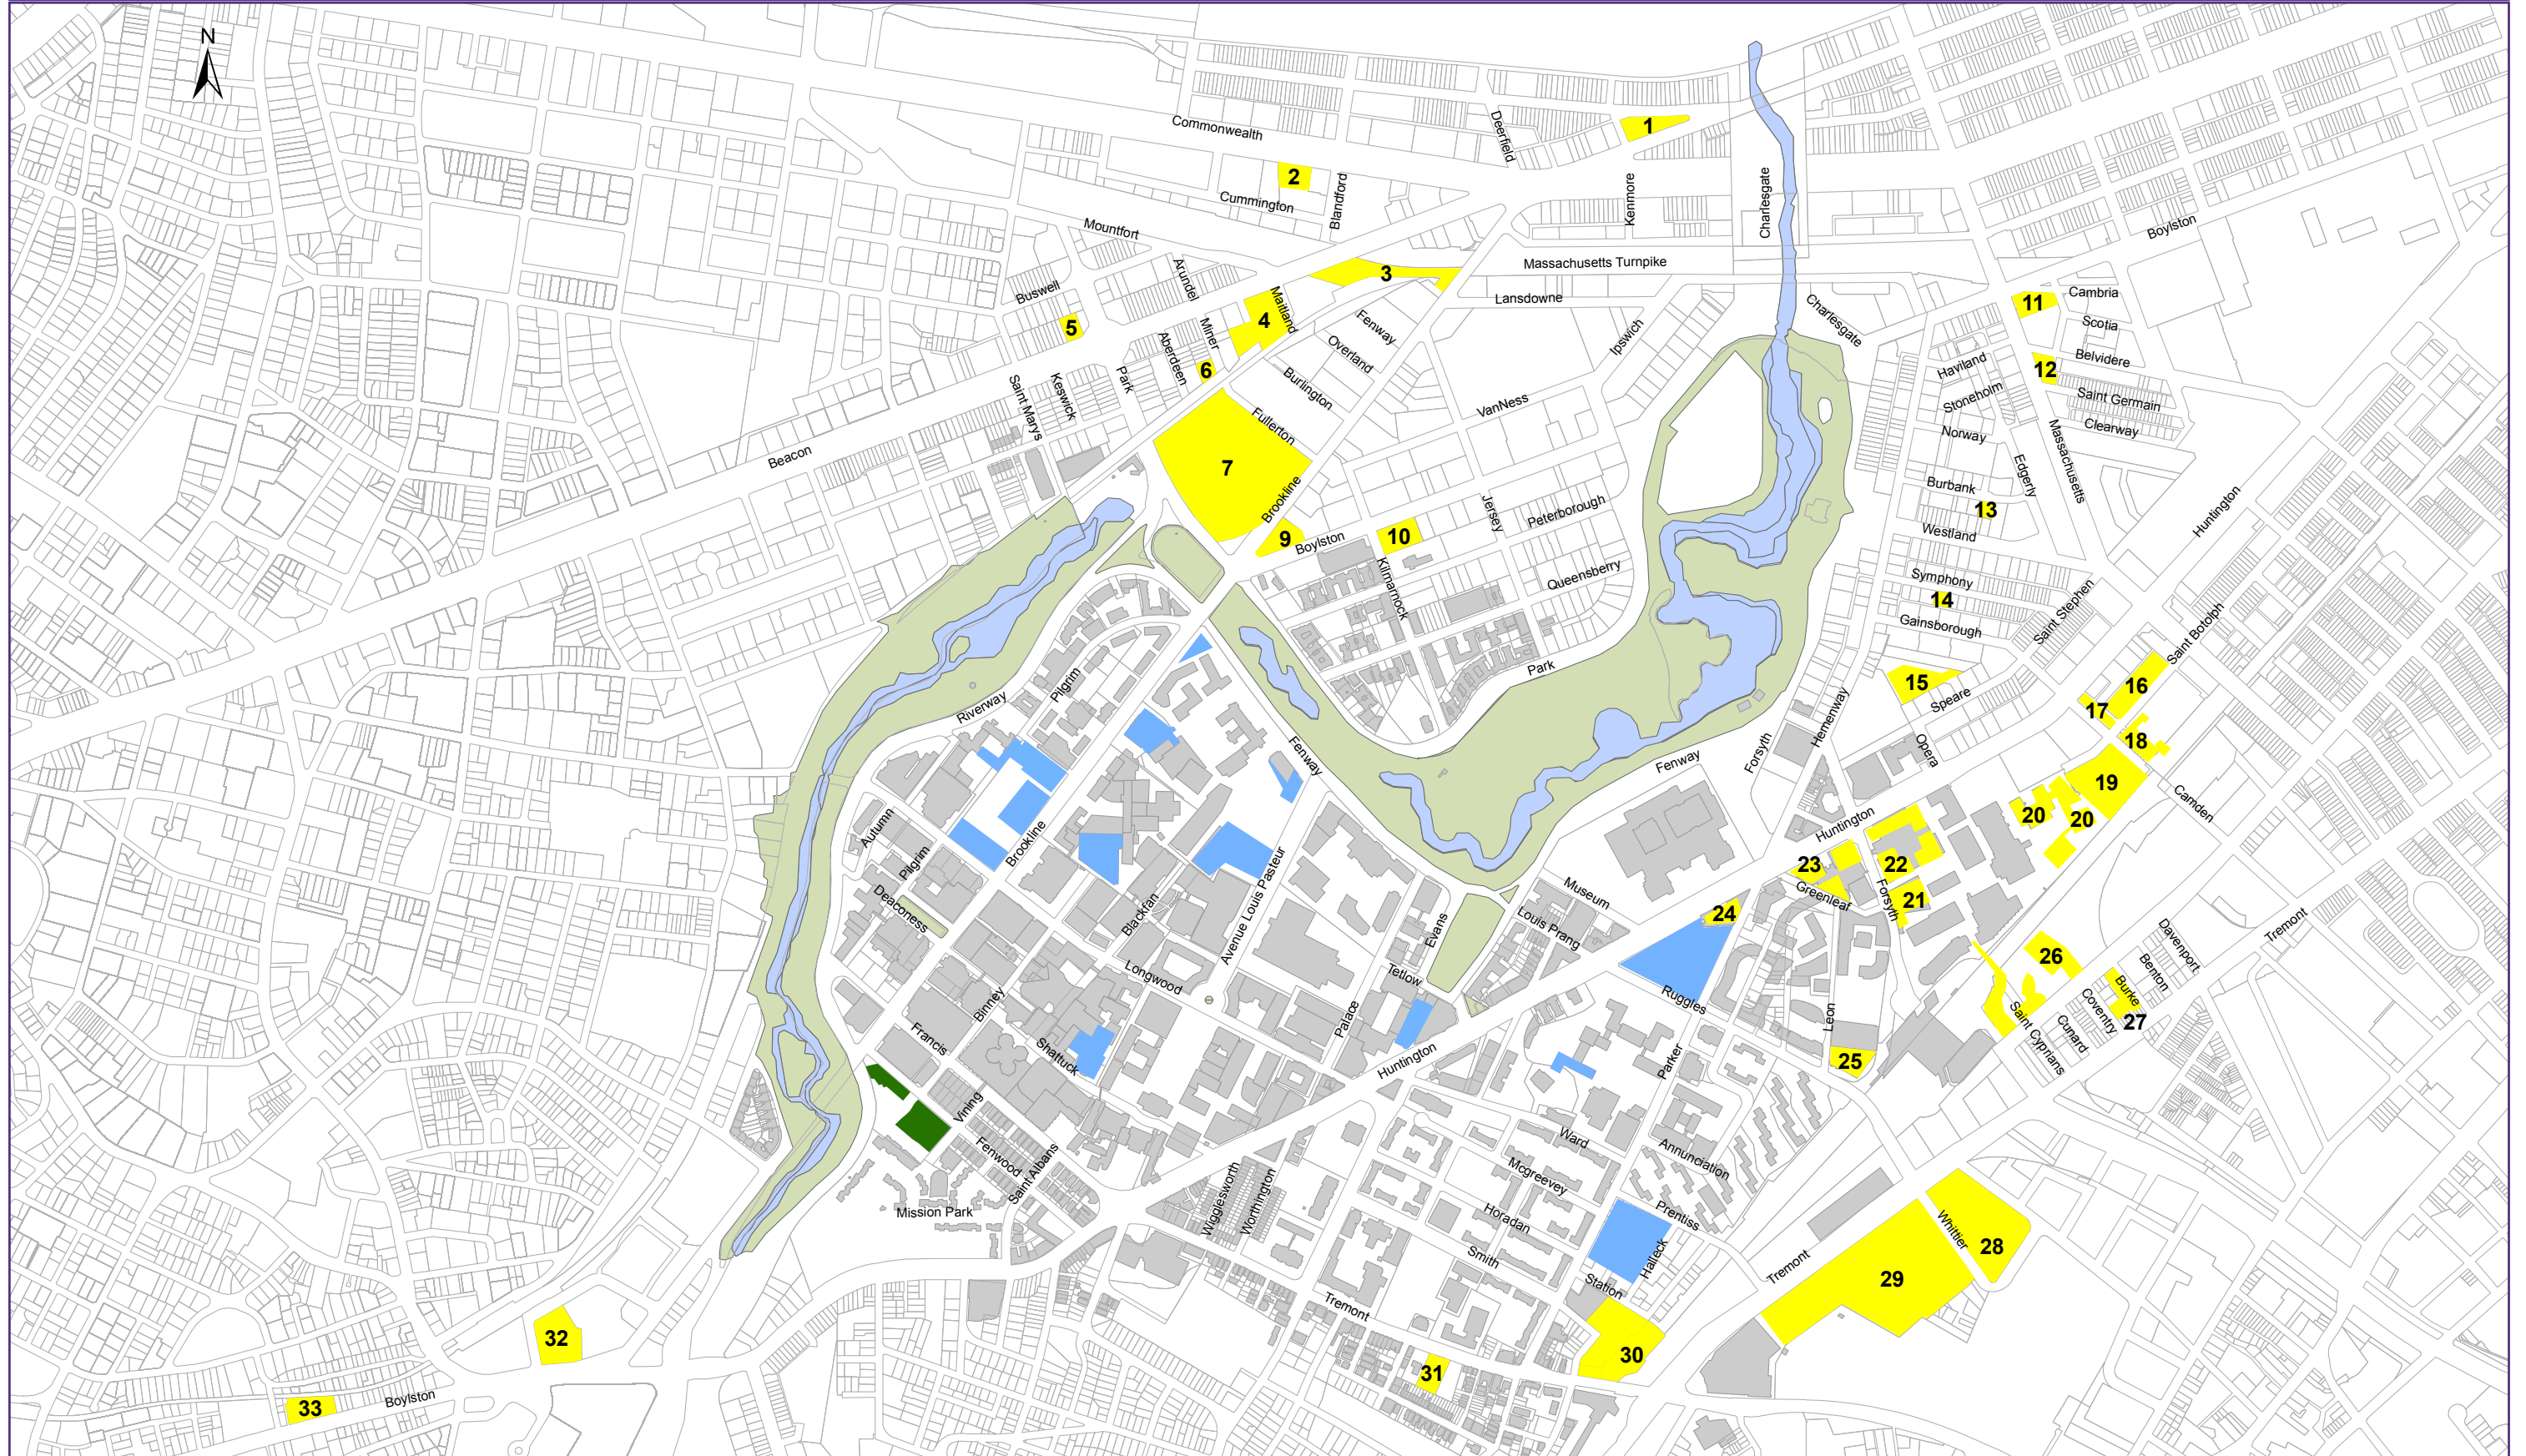 N
Commonwealth
Deerfield
1
2
Cummington
Blandford
Kenmore
Charlesgate
Boylston
Mountfort
Arundel
Buswell
Maitland
3
Massachusetts Turnpike
Lansdowne
Charlesgate
11
Cambria
Scotia
Belvidere
12
Saint Germain
Clearway
5
4
Miner
Aberdeen
6
Fenway
Overland
Burlington
Ipswich
Haviland
Stoneholm
Norway
Massachusetts
Edgerly
Saint Marys
Keswick
Park
Fullerton
VanNess
Beacon
7
Brookline
Jersey
Peterborough
Burbank
13
Westland
Huntington
9
Boylston
10
Kilmarnock
Queensberry
Symphony
14
Gainsborough
Saint Stephen
Saint Botolph
Park
Pilgrim
Riverway
15
Speare
16
17
18
Hemenway
Opera
Fenway
Fenway
Forsyth
19
Camden
20
20
Autumn
Brookline
Huntington
Pilgrim
Deaconess
Blackfan
Avenue Louis Pasteur
Museum
Louis Prang
Evans
23
Greenleaf
22
Forsyth
21
24
Tetlow
Longwood
Binney
Palace
Ruggles
Leon
26
Davenport
Benton
Tremont
Burke
Coventry
27
Cunard
Saint Cyprians
Francis
Shattuck
Huntington
Parker
25
Vining
Fenwood
Saint Albans
Ward
Annunciation
Mcgreevey
Wigglesworth
Worthington
Mission Park
Horadan
Prentiss
Smith
Halleck
Station
Tremont
Whittier
28
29
Tremont
30
31
32
33
Boylston